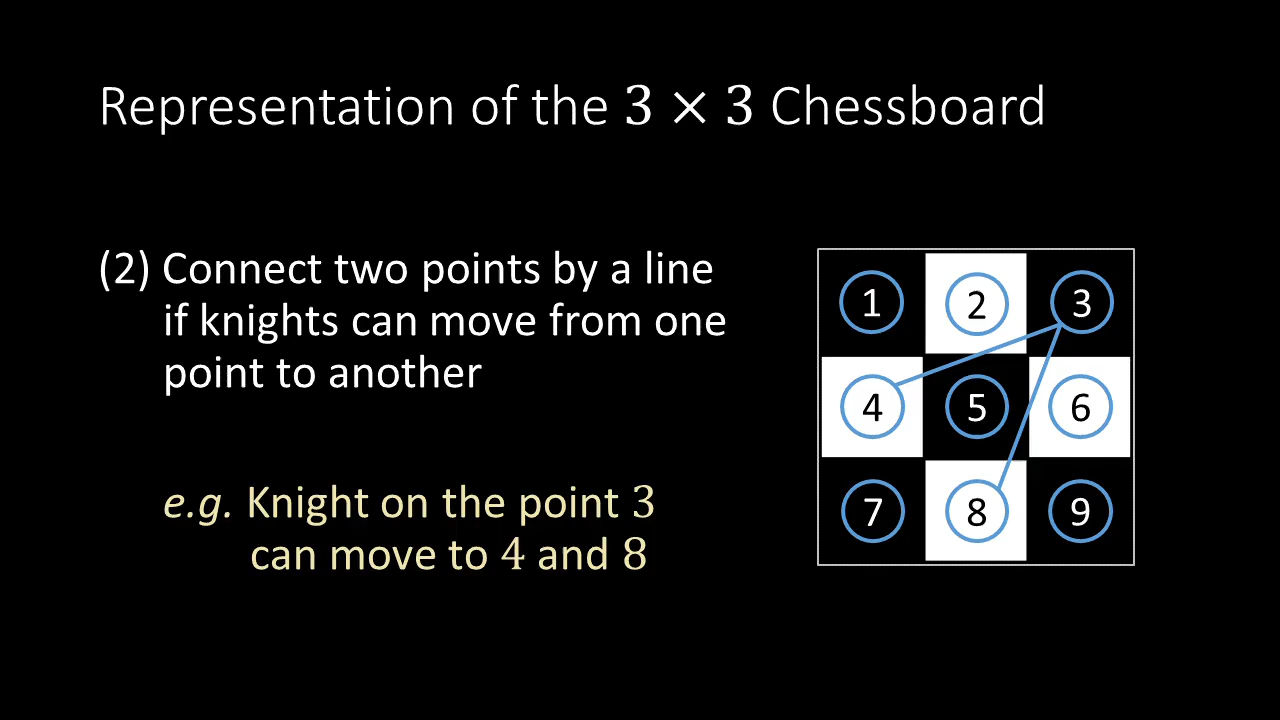 Representation of the 3 × 3 Chessboard
(2) Connect two points by a line
if knights can move from one
point to another
e.g. Knight on the point 3
can move to 4 and 8
1 2 3
4 5 6
7 8 9